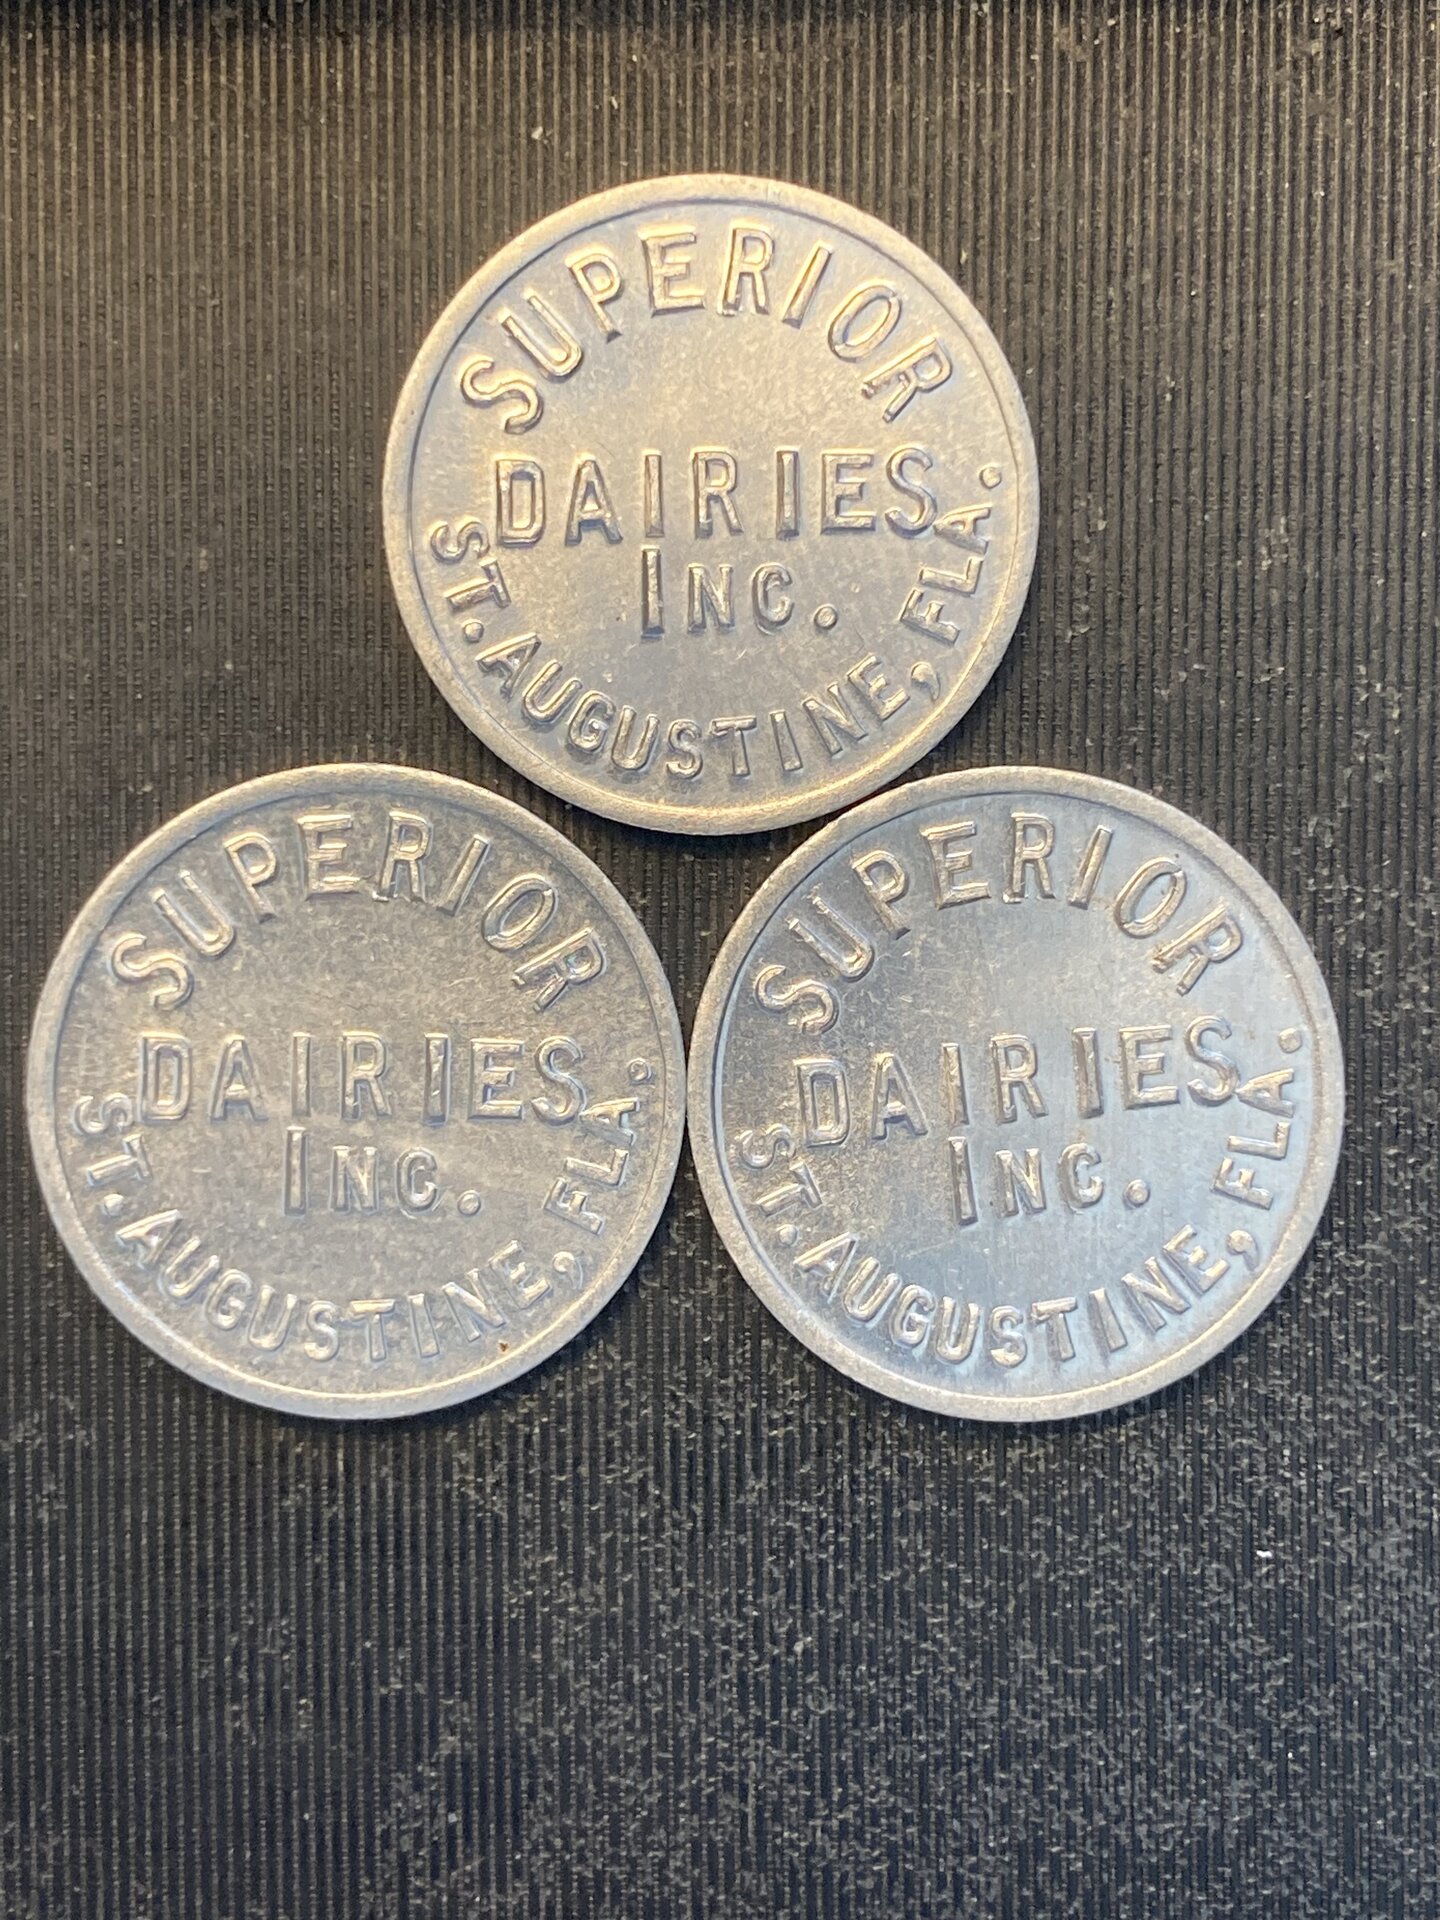 SUPERIOR
DAIRIES
INC.
ST. AUGUSTINE, FLA.
SUPERIOR
DAIRIES
INC.
ST. AUGUSTINE, FLA.
SUPERIOR
DAIRIES
INC.
ST. AUGUSTINE, FLA.